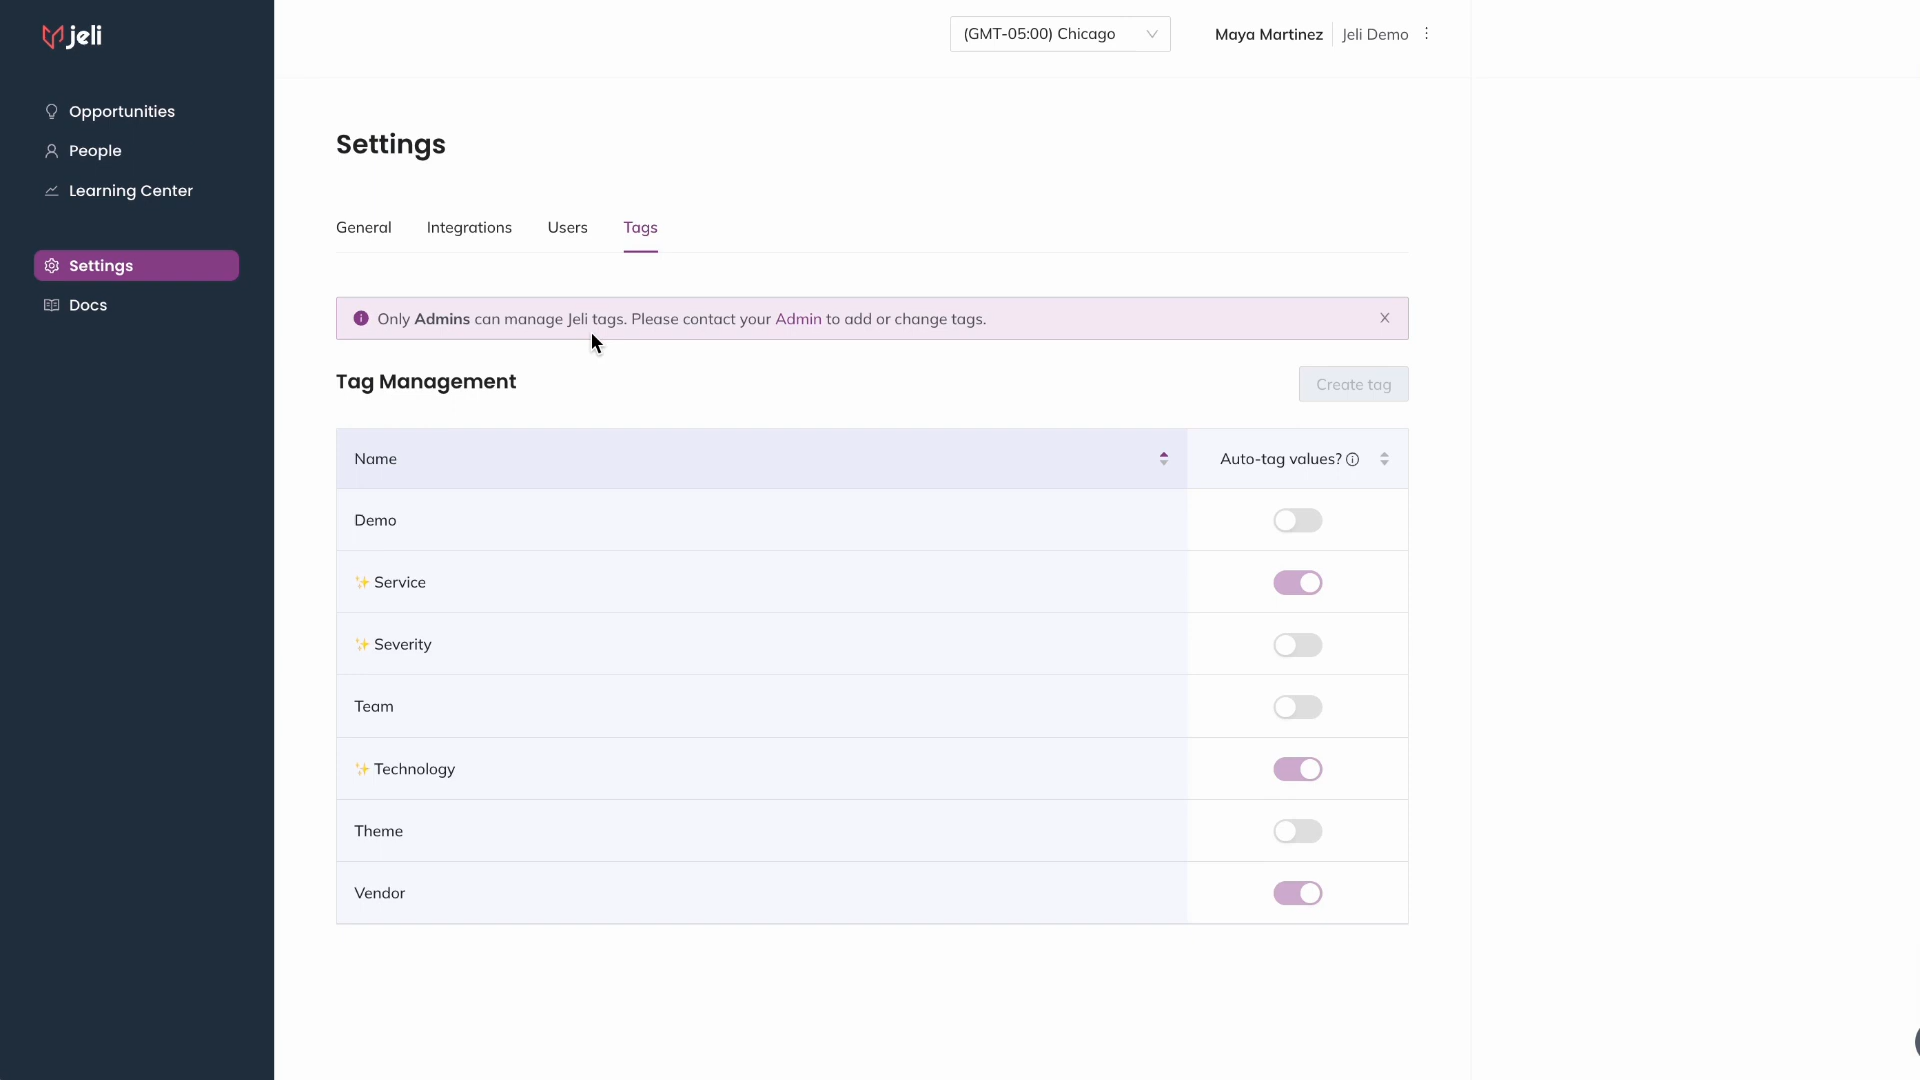 jeli
(GMT-05:00) Chicago
Maya Martinez
Jeli Demo
Opportunities
People
Learning Center
Settings
Docs
Settings
General
Integrations
Users
Tags
Only Admins can manage Jeli tags. Please contact your Admin to add or change tags.
Tag Management
Create tag
Name
Auto-tag values?
Demo
✨ Service
✨ Severity
Team
✨ Technology
Theme
Vendor